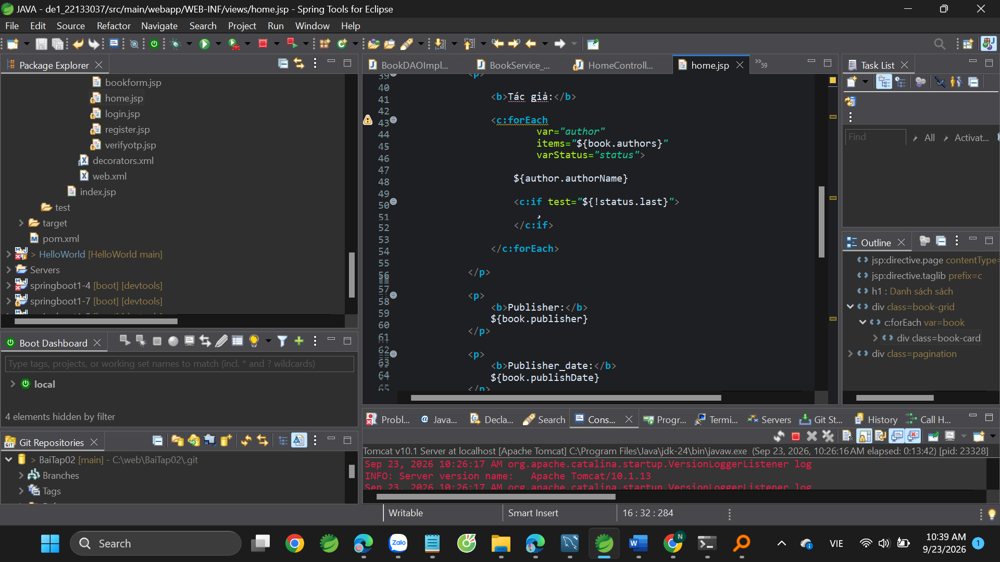 JAVA - de1_22133037/src/main/webapp/WEB-INF/views/home.jsp - Spring Tools for Eclipse
File Edit Source Refactor Navigate Search Project Run Window Help
Package Explorer
bookform.jsp
home.jsp
login.jsp
register.jsp
verifyotp.jsp
decorators.xml
web.xml
index.jsp
test
target
pom.xml
> HelloWorld [HelloWorld main]
Servers
springboot1-4 [boot] [devtools]
springboot1-7 [boot] [devtools]
Boot Dashboard
Type tags, projects, or working set names to match (incl. * and ? wildcards)
local
4 elements hidden by filter
Git Repositories
> BaiTap02 [main] - C:\web\BaiTap02\.git
Branches
Tags
BookDAOImpl... BookService_... HomeControll... home.jsp »59
39 <p>
40
41 <b>Tác giả:</b>
42
43 <c:forEach
44 var="author"
45 items="${book.authors}"
46 varStatus="status">
47
48 ${author.authorName}
49
50 <c:if test="${!status.last}">
51 ,
52 </c:if>
53
54 </c:forEach>
55
56 </p>
57
58 <p>
59 <b>Publisher:</b>
60 ${book.publisher}
61 </p>
62
63 <p>
64 <b>Publisher_date:</b>
65 ${book.publishDate}
</p>
Task List
Find All Activat...
Outline
jsp:directive.page contentType=
jsp:directive.taglib prefix=c
h1 : Danh sách sách
div class=book-grid
c:forEach var=book
div class=book-card
div class=pagination
Probl... Java... Decla... Search Cons... Progr... Termi... Servers Git St... History Call H...
Tomcat v10.1 Server at localhost [Apache Tomcat] C:\Program Files\Java\jdk-24\bin\javaw.exe (Sep 23, 2026, 10:26:16 AM elapsed: 0:13:42) [pid: 23328]
Sep 23, 2026 10:26:17 AM org.apache.catalina.startup.VersionLoggerListener log
INFO: Server version name: Apache Tomcat/10.1.13
Sep 23, 2026 10:26:17 AM org.apache.catalina.startup.VersionLoggerListener log
Writable Smart Insert 16 : 32 : 284
Search
Zalo
N
VIE
10:39 AM
9/23/2026
1